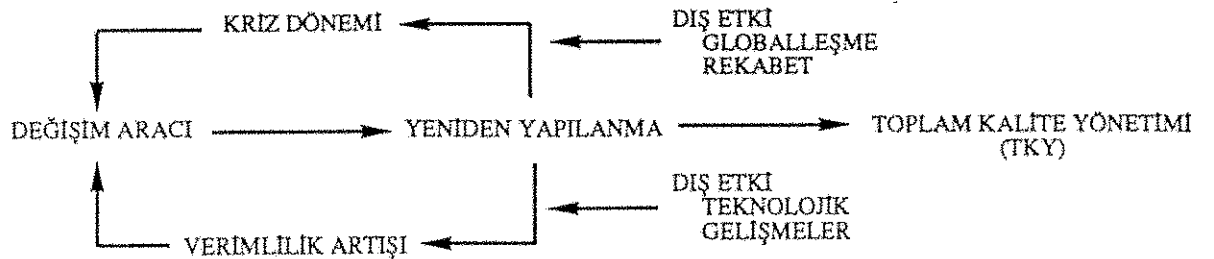 KRİZ DÖNEMİ
DIŞ ETKİ
GLOBALLEŞME
REKABET
DEĞİŞİM ARACI
YENİDEN YAPILANMA
TOPLAM KALİTE YÖNETİMİ
(TKY)
DIŞ ETKİ
TEKNOLOJİK
GELİŞMELER
VERİMLİLİK ARTIŞI